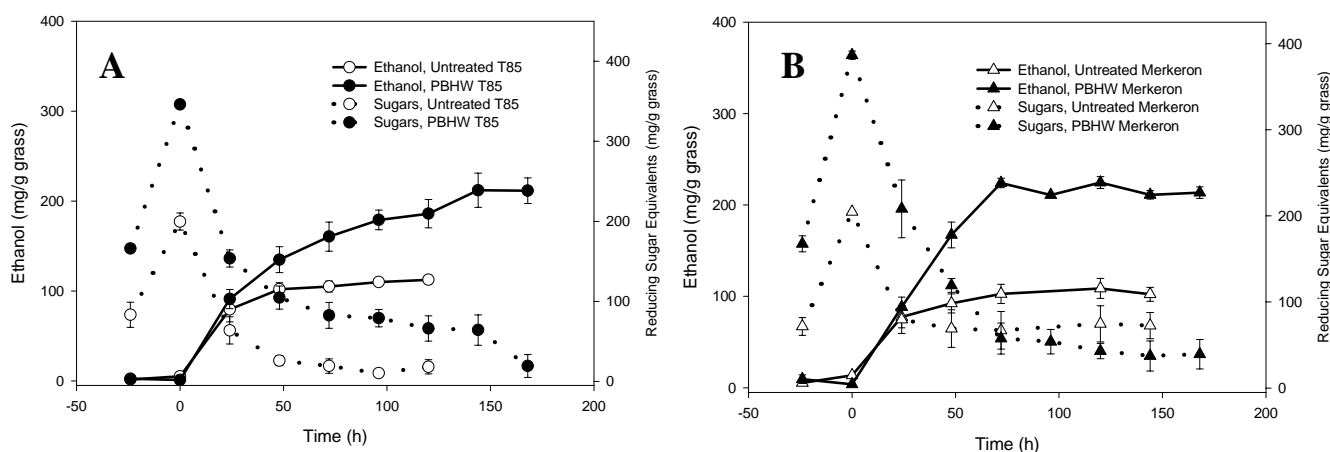 A
Ethanol, Untreated T85
Ethanol, PBHW T85
Sugars, Untreated T85
Sugars, PBHW T85
Ethanol (mg/g grass)
400
300
200
100
0
Reducing Sugar Equivalents (mg/g grass)
400
300
200
100
0
-50 0 50 100 150 200
Time (h)
B
Ethanol, Untreated Merkeron
Ethanol, PBHW Merkeron
Sugars, Untreated Merkeron
Sugars, PBHW Merkeron
Ethanol (mg/g grass)
400
300
200
100
0
Reducing Sugar Equivalents (mg/g grass)
400
300
200
100
0
-50 0 50 100 150 200
Time (h)